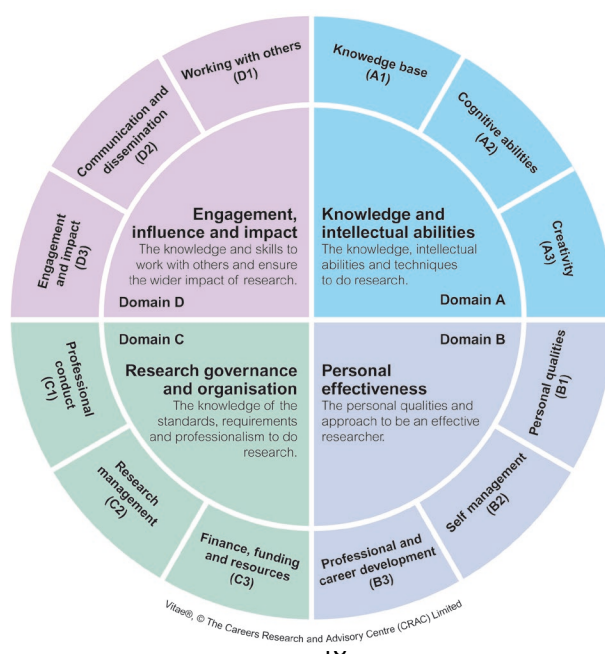 Working with others
(D1)
Knowedge base
(A1)
Communication and
dissemination
(D2)
Cognitive abilities
(A2)
Engagement
and impact
(D3)
Creativity
(A3)
Engagement,
influence and impact
The knowledge and skills to
work with others and ensure
the wider impact of research.
Domain D
Knowledge and
intellectual abilities
The knowledge, intellectual
abilities and techniques
to do research.
Domain A
Domain C
Research governance
and organisation
The knowledge of the
standards, requirements
and professionalism to do
research.
Domain B
Personal
effectiveness
The personal qualities and
approach to be an effective
researcher.
Professional
conduct
(C1)
Personal qualities
(B1)
Research
management
(C2)
Self management
(B2)
Finance, funding
and resources
(C3)
Professional and
career development
(B3)
Vitae®, © The Careers Research and Advisory Centre (CRAC) Limited